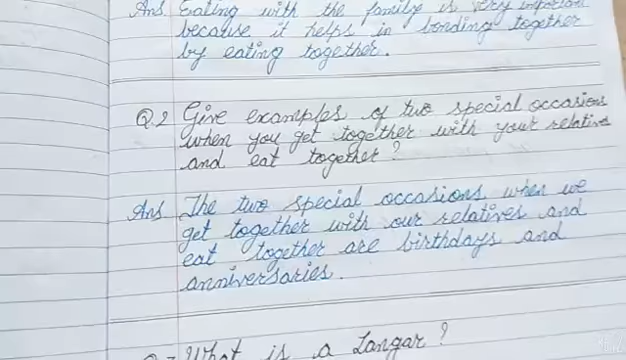 Ans Eating with the family is very important
because it helps in bonding together
by eating together.
Q.2 Give examples of two special occasions
when you get together with your relative
and eat together?
Ans The two special occasions when we
get together with our relatives and
eat together are birthdays and
anniversaries.
What is a Langar?